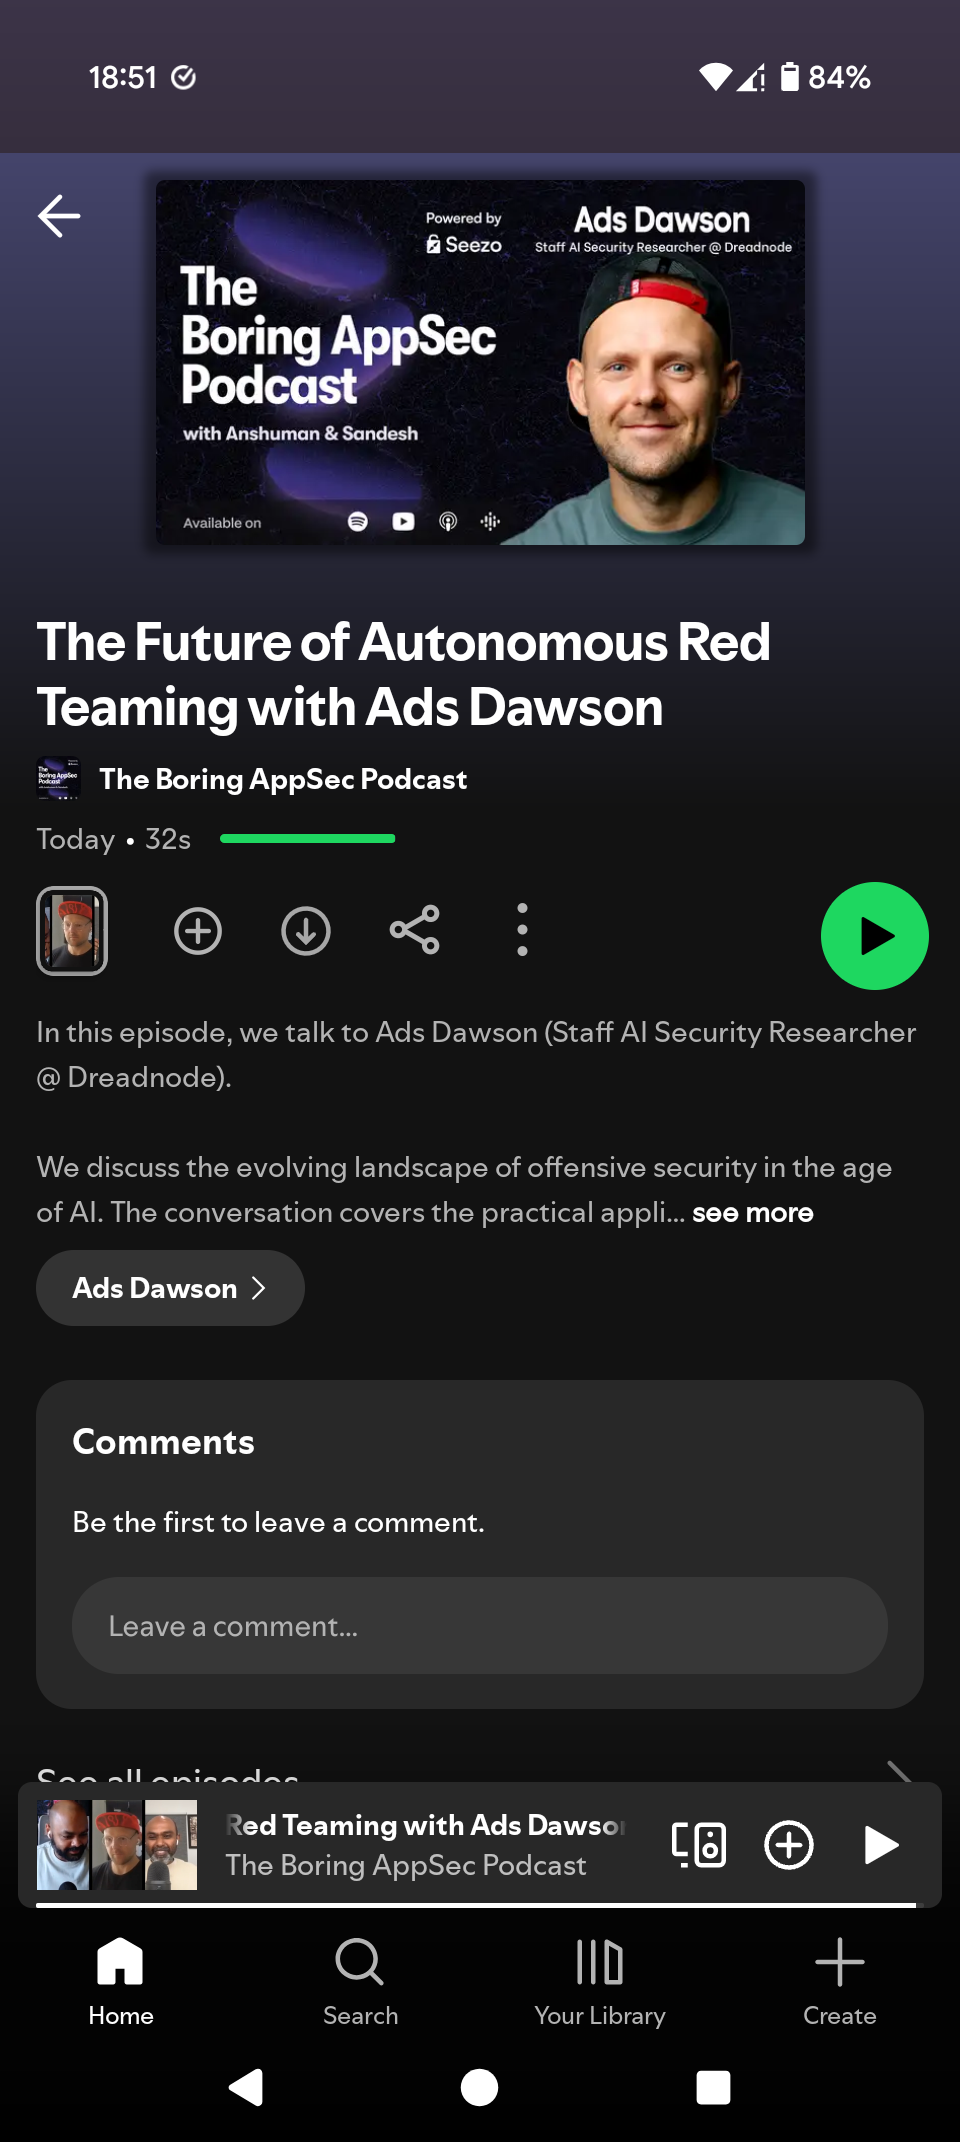 18:51
84%
Powered by
Seezo
Ads Dawson
Staff AI Security Researcher @ Dreadnode
The
Boring AppSec
Podcast
with Anshuman & Sandesh
Available on
The Future of Autonomous Red
Teaming with Ads Dawson
The Boring AppSec Podcast
Today • 32s
In this episode, we talk to Ads Dawson (Staff AI Security Researcher
@ Dreadnode).
We discuss the evolving landscape of offensive security in the age
of AI. The conversation covers the practical appli... see more
Ads Dawson
Comments
Be the first to leave a comment.
Leave a comment...
See all episodes
Red Teaming with Ads Dawson
The Boring AppSec Podcast
Home
Search
Your Library
Create